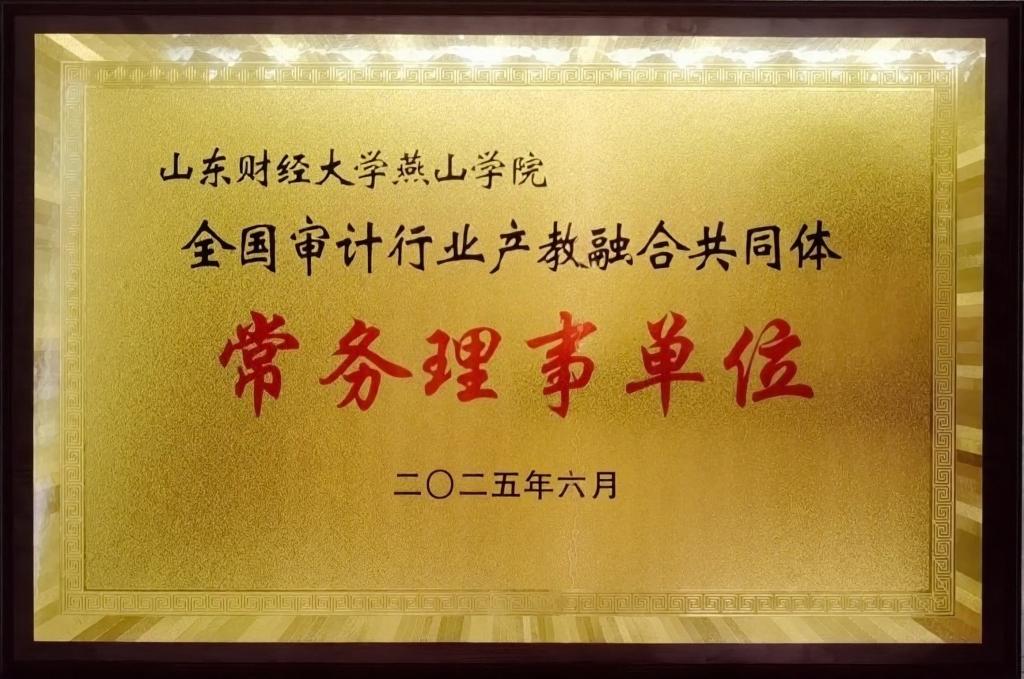 山东财经大学燕山学院
全国审计行业产教融合共同体
常务理事单位
二〇二五年六月